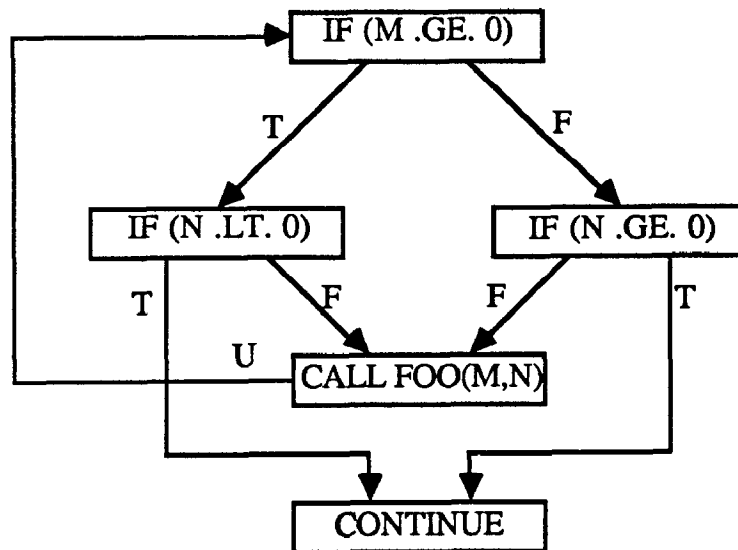 IF (M .GE. 0)
T
F
IF (N .LT. 0)
IF (N .GE. 0)
T
F
F
T
U
CALL FOO(M,N)
CONTINUE